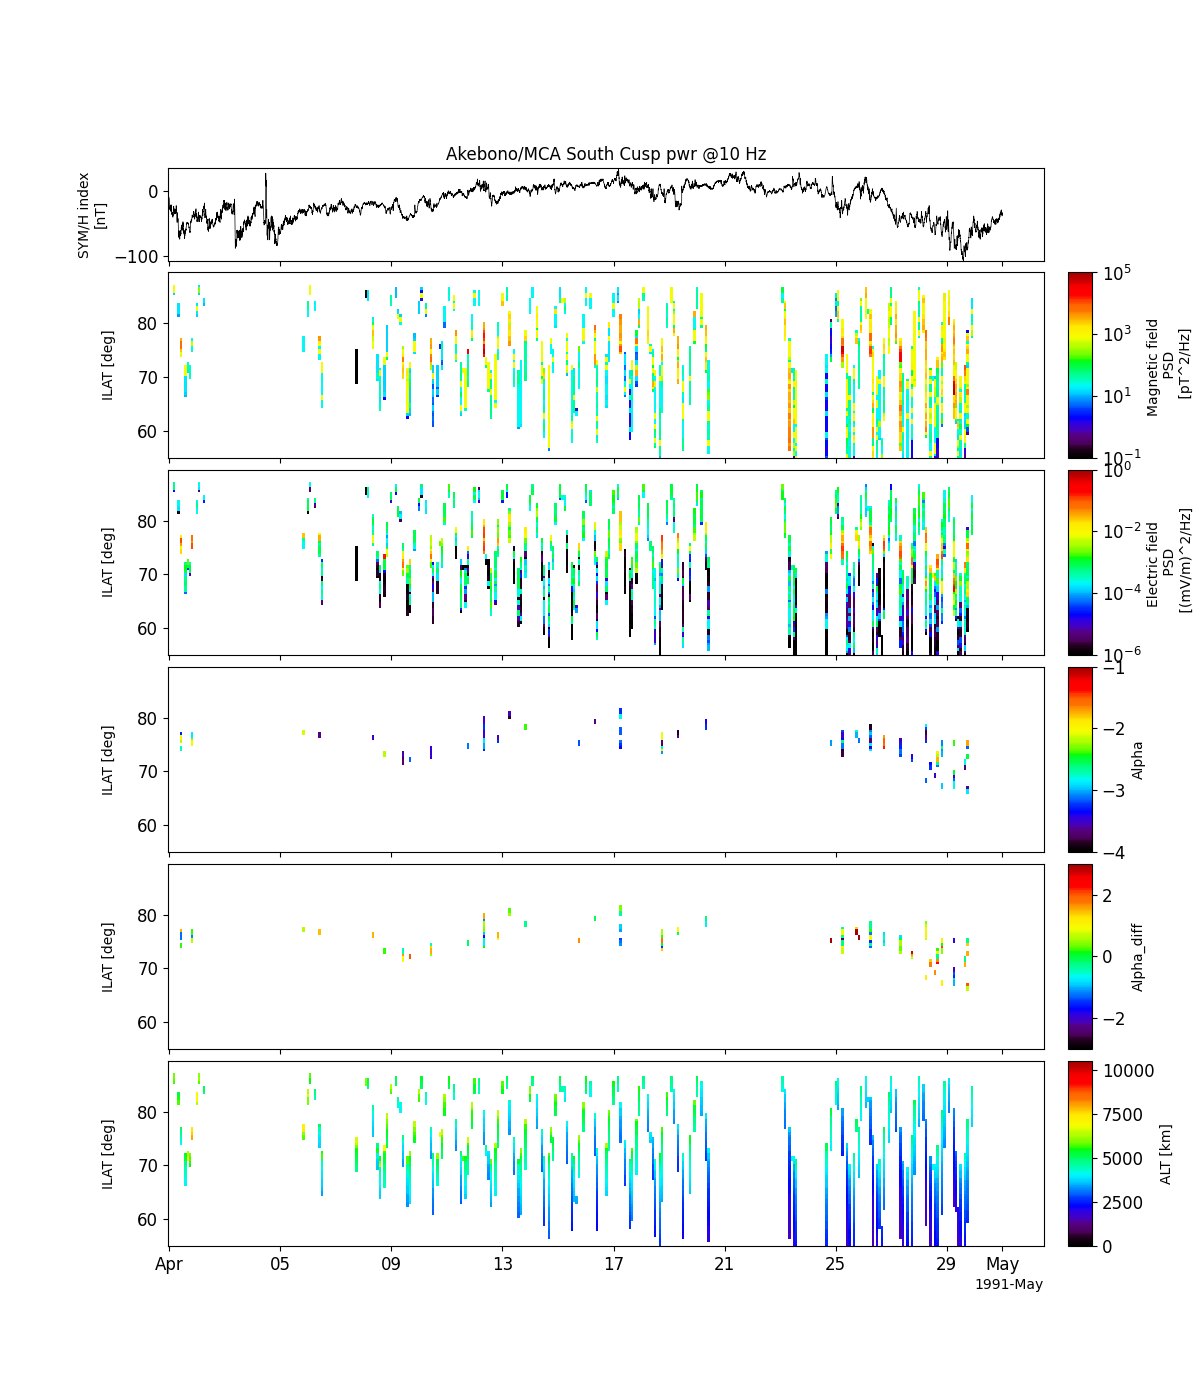 Akebono/MCA South Cusp pwr @10 Hz
SYM/H index
[nT]
0
−100
ILAT [deg]
80
70
60
10^5
10^3
10^1
10^−1
Magnetic field
PSD
[pT^2/Hz]
ILAT [deg]
80
70
60
10^0
10^−2
10^−4
10^−6
Electric field
PSD
[(mV/m)^2/Hz]
ILAT [deg]
80
70
60
−1
−2
−3
−4
Alpha
ILAT [deg]
80
70
60
2
0
−2
Alpha_diff
ILAT [deg]
80
70
60
10000
7500
5000
2500
0
ALT [km]
Apr 05 09 13 17 21 25 29 May
1991-May